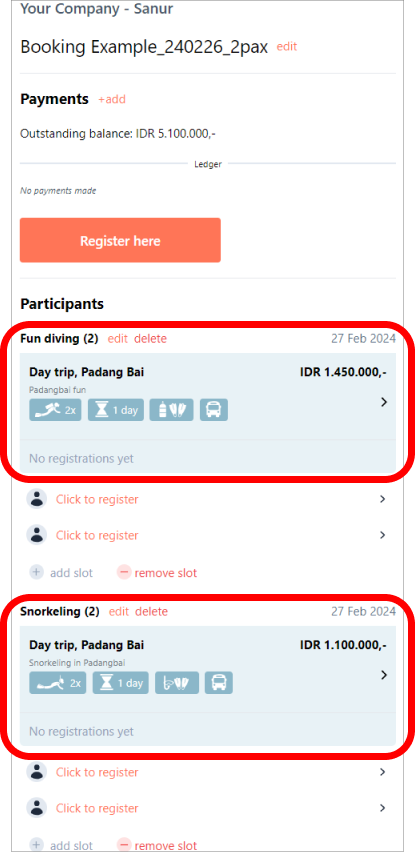 Your Company - Sanur
Booking Example_240226_2pax edit
Payments +add
Outstanding balance: IDR 5.100.000,-
Ledger
No payments made
Register here
Participants
Fun diving (2) edit delete 27 Feb 2024
Day trip, Padang Bai IDR 1.450.000,-
Padangbai fun
2x 1 day
No registrations yet
Click to register
Click to register
add slot remove slot
Snorkeling (2) edit delete 27 Feb 2024
Day trip, Padang Bai IDR 1.100.000,-
Snorkeling in Padangbai
2x 1 day
No registrations yet
Click to register
Click to register
add slot remove slot